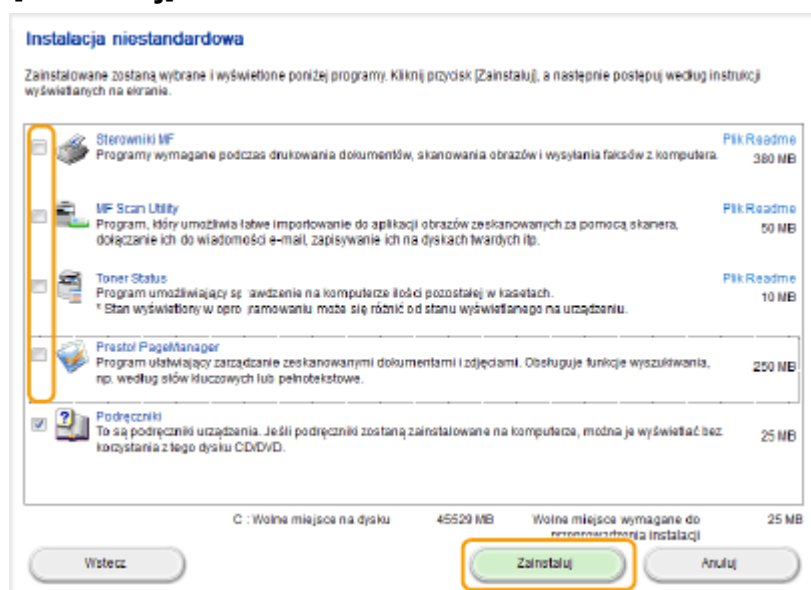 Instalacja niestandardowa
Zainstalowane zostaną wybrane i wyświetlone poniżej programy. Kliknij przycisk [Zainstaluj], a następnie postępuj według instrukcji
wyświetlanych na ekranie.
Sterowniki MF Plik Readme
Programy wymagane podczas drukowania dokumentów, skanowania obrazów i wysyłania faksów z komputera. 380 MB
MF Scan Utility Plik Readme
Program, który umożliwia łatwe importowanie do aplikacji obrazów zeskanowanych za pomocą skanera, 50 MB
dołączanie ich do wiadomości e-mail, zapisywanie ich na dyskach twardych itp.
Toner Status Plik Readme
Program umożliwiający sp awdzenie na komputerze ilości pozostałej w kasetach. 10 MB
* Stan wyświetlony w opro ramowaniu może się różnić od stanu wyświetlanego na urządzeniu.
Presto! PageManager
Program ułatwiający zarządzanie zeskanowanymi dokumentami i zdjęciami. Obsługuje funkcje wyszukiwania, 250 MB
np. według słów kluczowych lub pełnotekstowe.
Podręczniki
To są podręczniki urządzenia. Jeśli podręczniki zostaną zainstalowane na komputerze, można je wyświetlać bez 25 MB
korzystania z tego dysku CD/DVD.
C : Wolne miejsce na dysku 45529 MB Wolne miejsce wymagane do 25 MB
przeprowadzenia instalacji
Wstecz Zainstaluj Anuluj